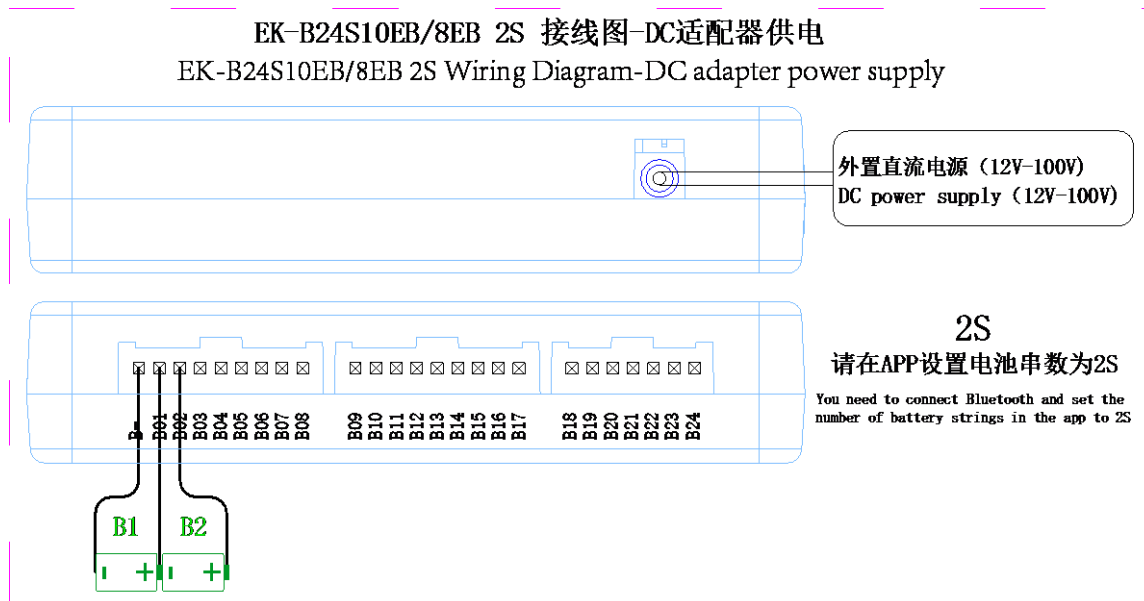 EK-B24S10EB/8EB 2S 接线图-DC适配器供电
EK-B24S10EB/8EB 2S Wiring Diagram-DC adapter power supply
外置直流电源（12V-100V）
DC power supply（12V-100V）
2S
请在APP设置电池串数为2S
You need to connect Bluetooth and set the
number of battery strings in the app to 2S
B- B01 B02 B03 B04 B05 B06 B07 B08 B09 B10 B11 B12 B13 B14 B15 B16 B17 B18 B19 B20 B21 B22 B23 B24
B1 B2
- + - +